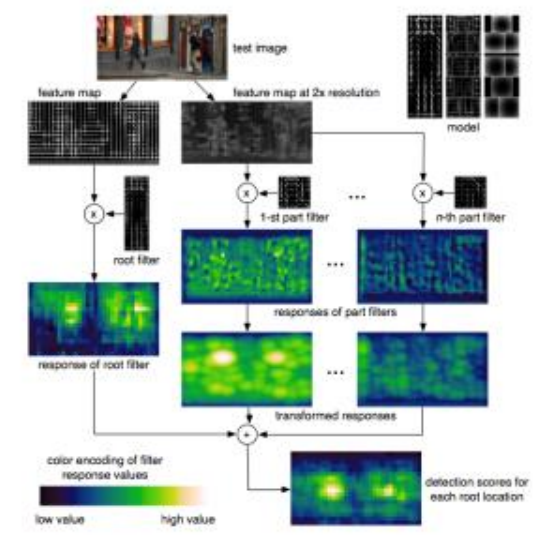 test image
feature map
feature map at 2x resolution
model
x
x
x
...
1-st part filter
n-th part filter
root filter
...
responses of part filters
response of root filter
...
transformed responses
+
color encoding of filter
response values
detection scores for
each root location
low value
high value